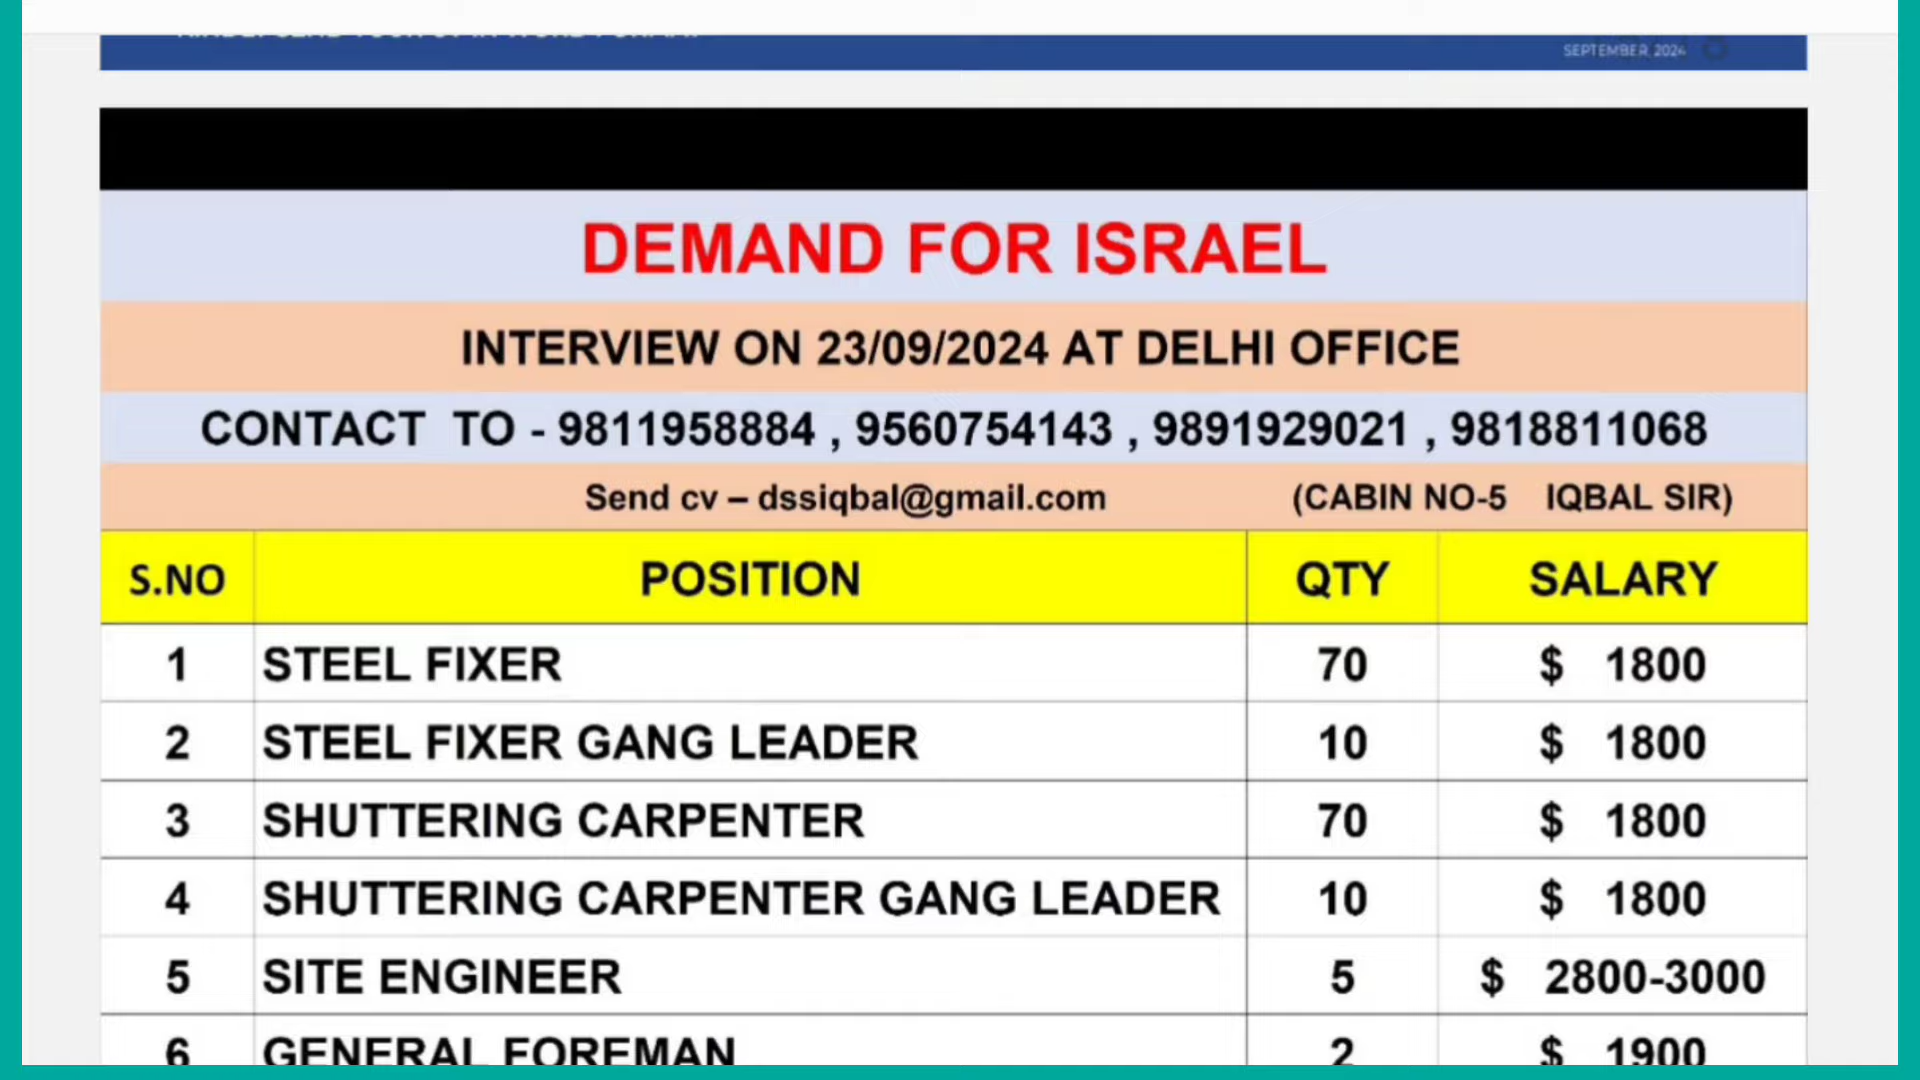 SEPTEMBER 2024
DEMAND FOR ISRAEL
INTERVIEW ON 23/09/2024 AT DELHI OFFICE
CONTACT TO - 9811958884 , 9560754143 , 9891929021 , 9818811068
Send cv – dssiqbal@gmail.com (CABIN NO-5 IQBAL SIR)
S.NO POSITION QTY SALARY
1 STEEL FIXER 70 $ 1800
2 STEEL FIXER GANG LEADER 10 $ 1800
3 SHUTTERING CARPENTER 70 $ 1800
4 SHUTTERING CARPENTER GANG LEADER 10 $ 1800
5 SITE ENGINEER 5 $ 2800-3000
6 GENERAL FOREMAN 2 $ 1900